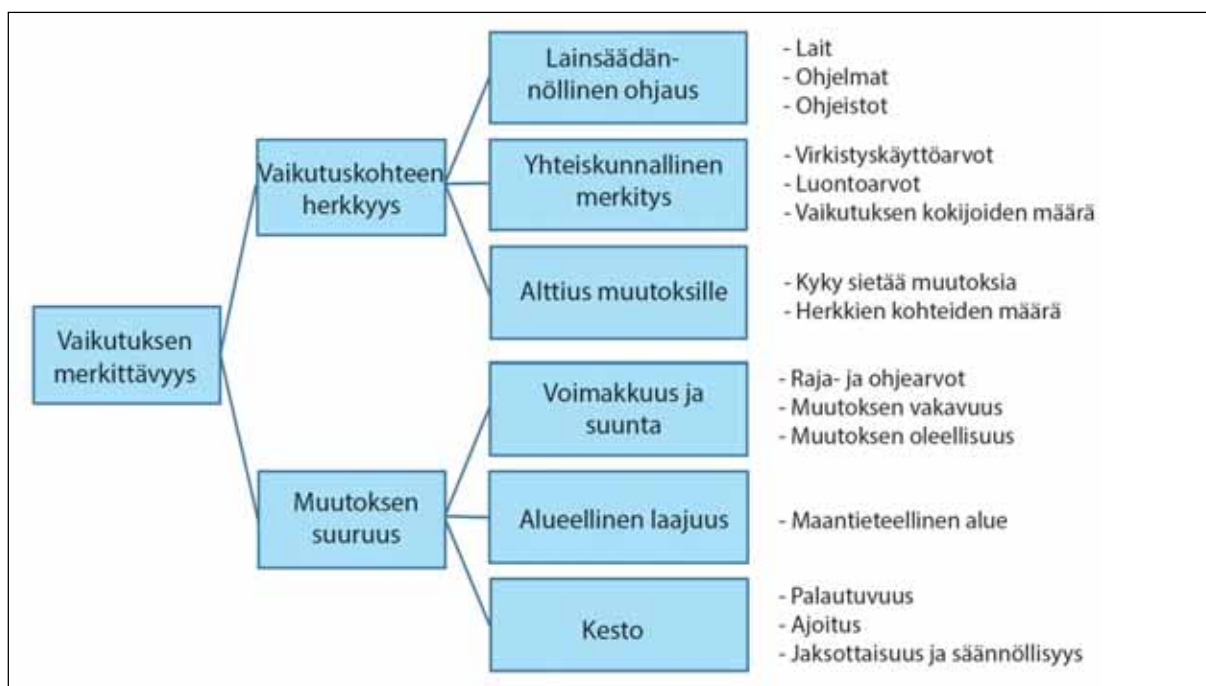 Vaikutuksen
merkittävyys
Vaikutuskohteen
herkkyys
Lainsäädän-
nöllinen ohjaus
- Lait
- Ohjelmat
- Ohjeistot
Yhteiskunnallinen
merkitys
- Virkistyskäyttöarvot
- Luontoarvot
- Vaikutuksen kokijoiden määrä
Alttius muutoksille
- Kyky sietää muutoksia
- Herkkien kohteiden määrä
Muutoksen
suuruus
Voimakkuus ja
suunta
- Raja- ja ohjearvot
- Muutoksen vakavuus
- Muutoksen oleellisuus
Alueellinen laajuus
- Maantieteellinen alue
Kesto
- Palautuvuus
- Ajoitus
- Jaksottaisuus ja säännöllisyys